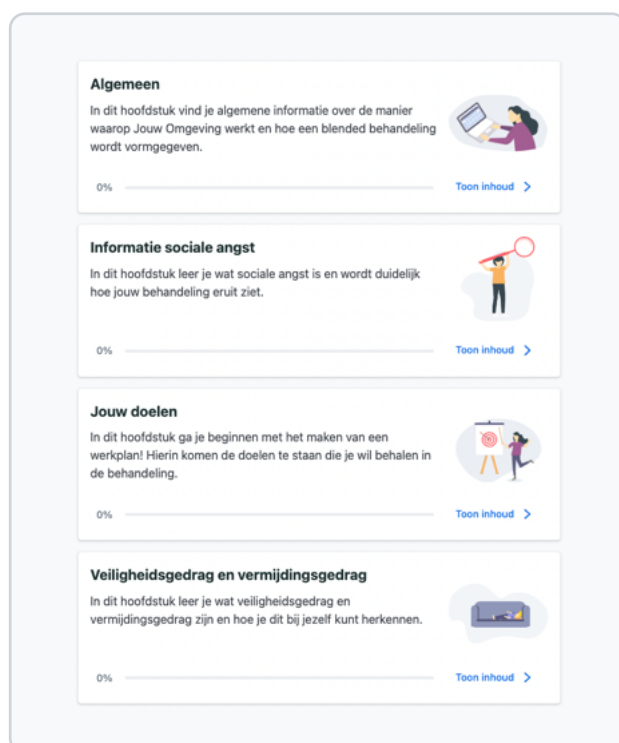 Algemeen
In dit hoofdstuk vind je algemene informatie over de manier
waarop Jouw Omgeving werkt en hoe een blended behandeling
wordt vormgegeven.
0%
Toon inhoud
Informatie sociale angst
In dit hoofdstuk leer je wat sociale angst is en wordt duidelijk
hoe jouw behandeling eruit ziet.
0%
Toon inhoud
Jouw doelen
In dit hoofdstuk ga je beginnen met het maken van een
werkplan! Hierin komen de doelen te staan die je wil behalen in
de behandeling.
0%
Toon inhoud
Veiligheidsgedrag en vermijdingsgedrag
In dit hoofdstuk leer je wat veiligheidsgedrag en
vermijdingsgedrag zijn en hoe je dit bij jezelf kunt herkennen.
0%
Toon inhoud